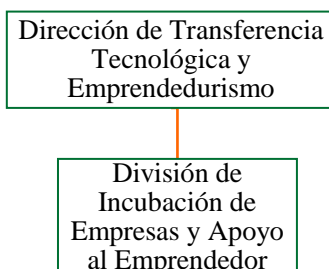 Dirección de Transferencia
Tecnológica y
Emprendedurismo
División de
Incubación de
Empresas y Apoyo
al Emprendedor